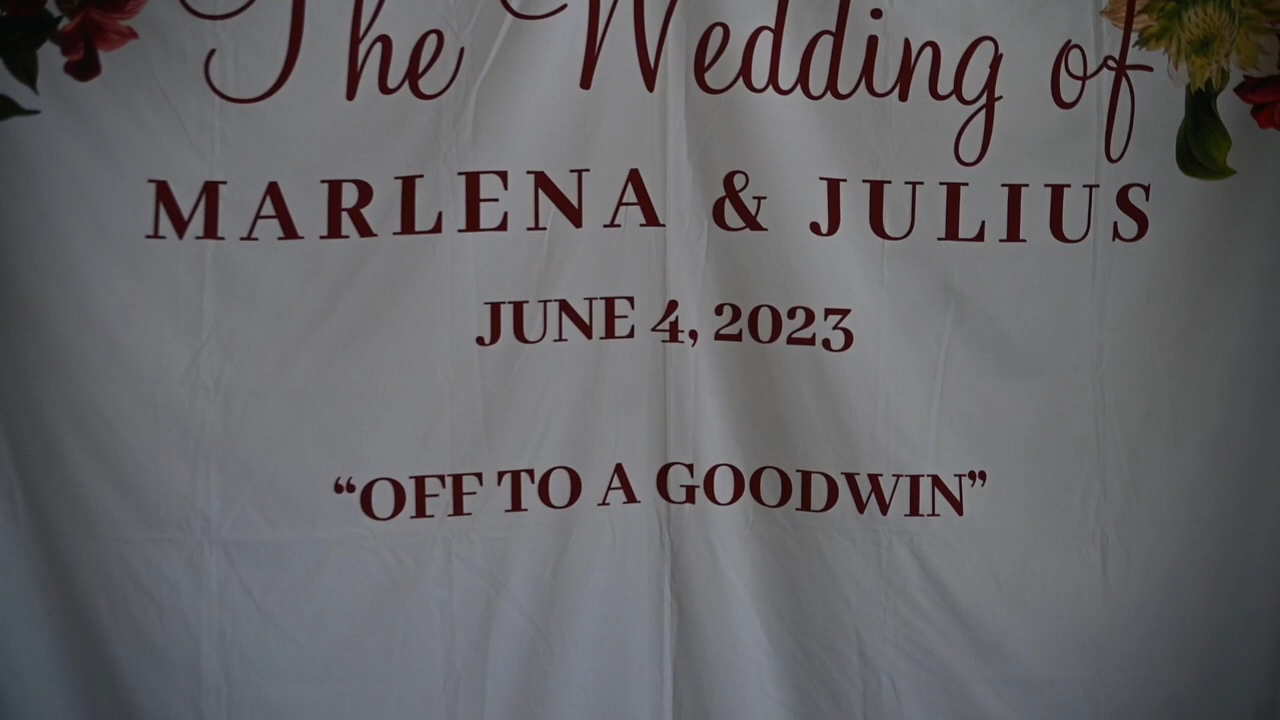 The Wedding of
MARLENA & JULIUS
JUNE 4, 2023
“OFF TO A GOODWIN”